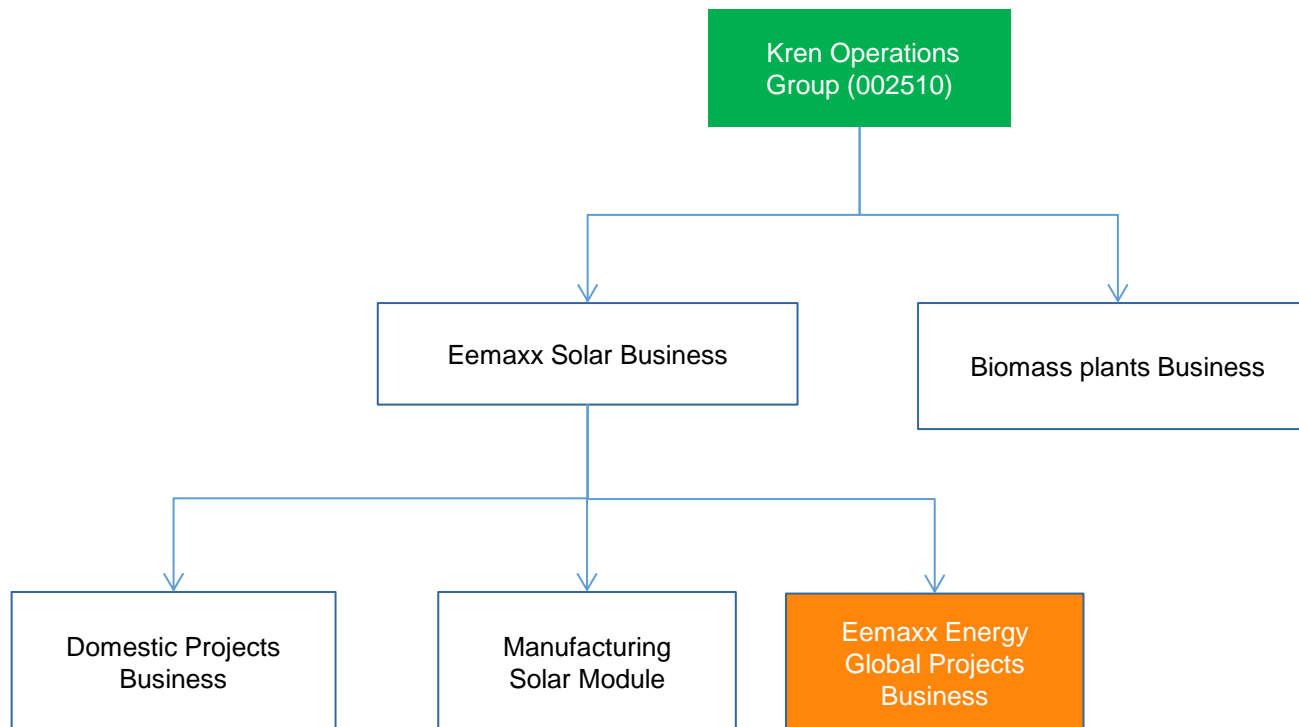 Kren Operations
Group (002510)
Eemaxx Solar Business
Biomass plants Business
Domestic Projects
Business
Manufacturing
Solar Module
Eemaxx Energy
Global Projects
Business